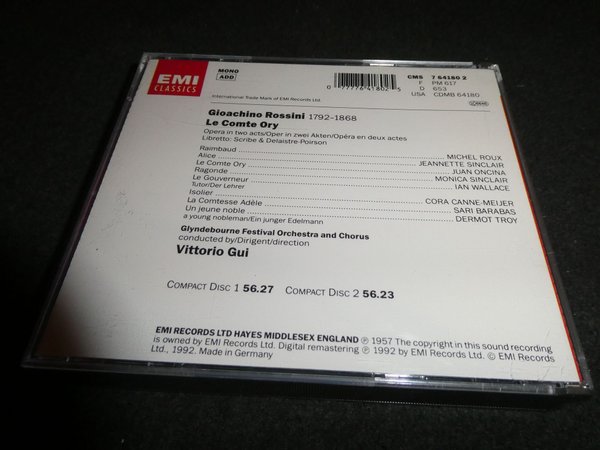 EMI
CLASSICS
MONO
ADD
International Trade Mark of EMI Records Ltd.
0 77776 41802 5
CMS 7 64180 2
F PM 617
D 653
USA CDMB 64180
Gioachino Rossini 1792–1868
Le Comte Ory
Opera in two acts/Oper in zwei Akten/Opéra en deux actes
Libretto: Scribe & Delaistre-Poirson
Raimbaud MICHEL ROUX
Alice JEANNETTE SINCLAIR
Le Comte Ory JUAN ONCINA
Ragonde MONICA SINCLAIR
Le Gouverneur IAN WALLACE
Tutor/Der Lehrer
Isolier CORA CANNE-MEIJER
La Comtesse Adèle SARI BARABAS
Un jeune noble DERMOT TROY
a young nobleman/Ein junger Edelmann
Glyndebourne Festival Orchestra and Chorus
conducted by/Dirigent/direction
Vittorio Gui
COMPACT DISC 1 56.27 COMPACT DISC 2 56.23
EMI RECORDS LTD HAYES MIDDLESEX ENGLAND ℗ 1957 The copyright in this sound recording
is owned by EMI Records Ltd. Digital remastering ℗ 1992 by EMI Records Ltd. © EMI Records
Ltd., 1992. Made in Germany